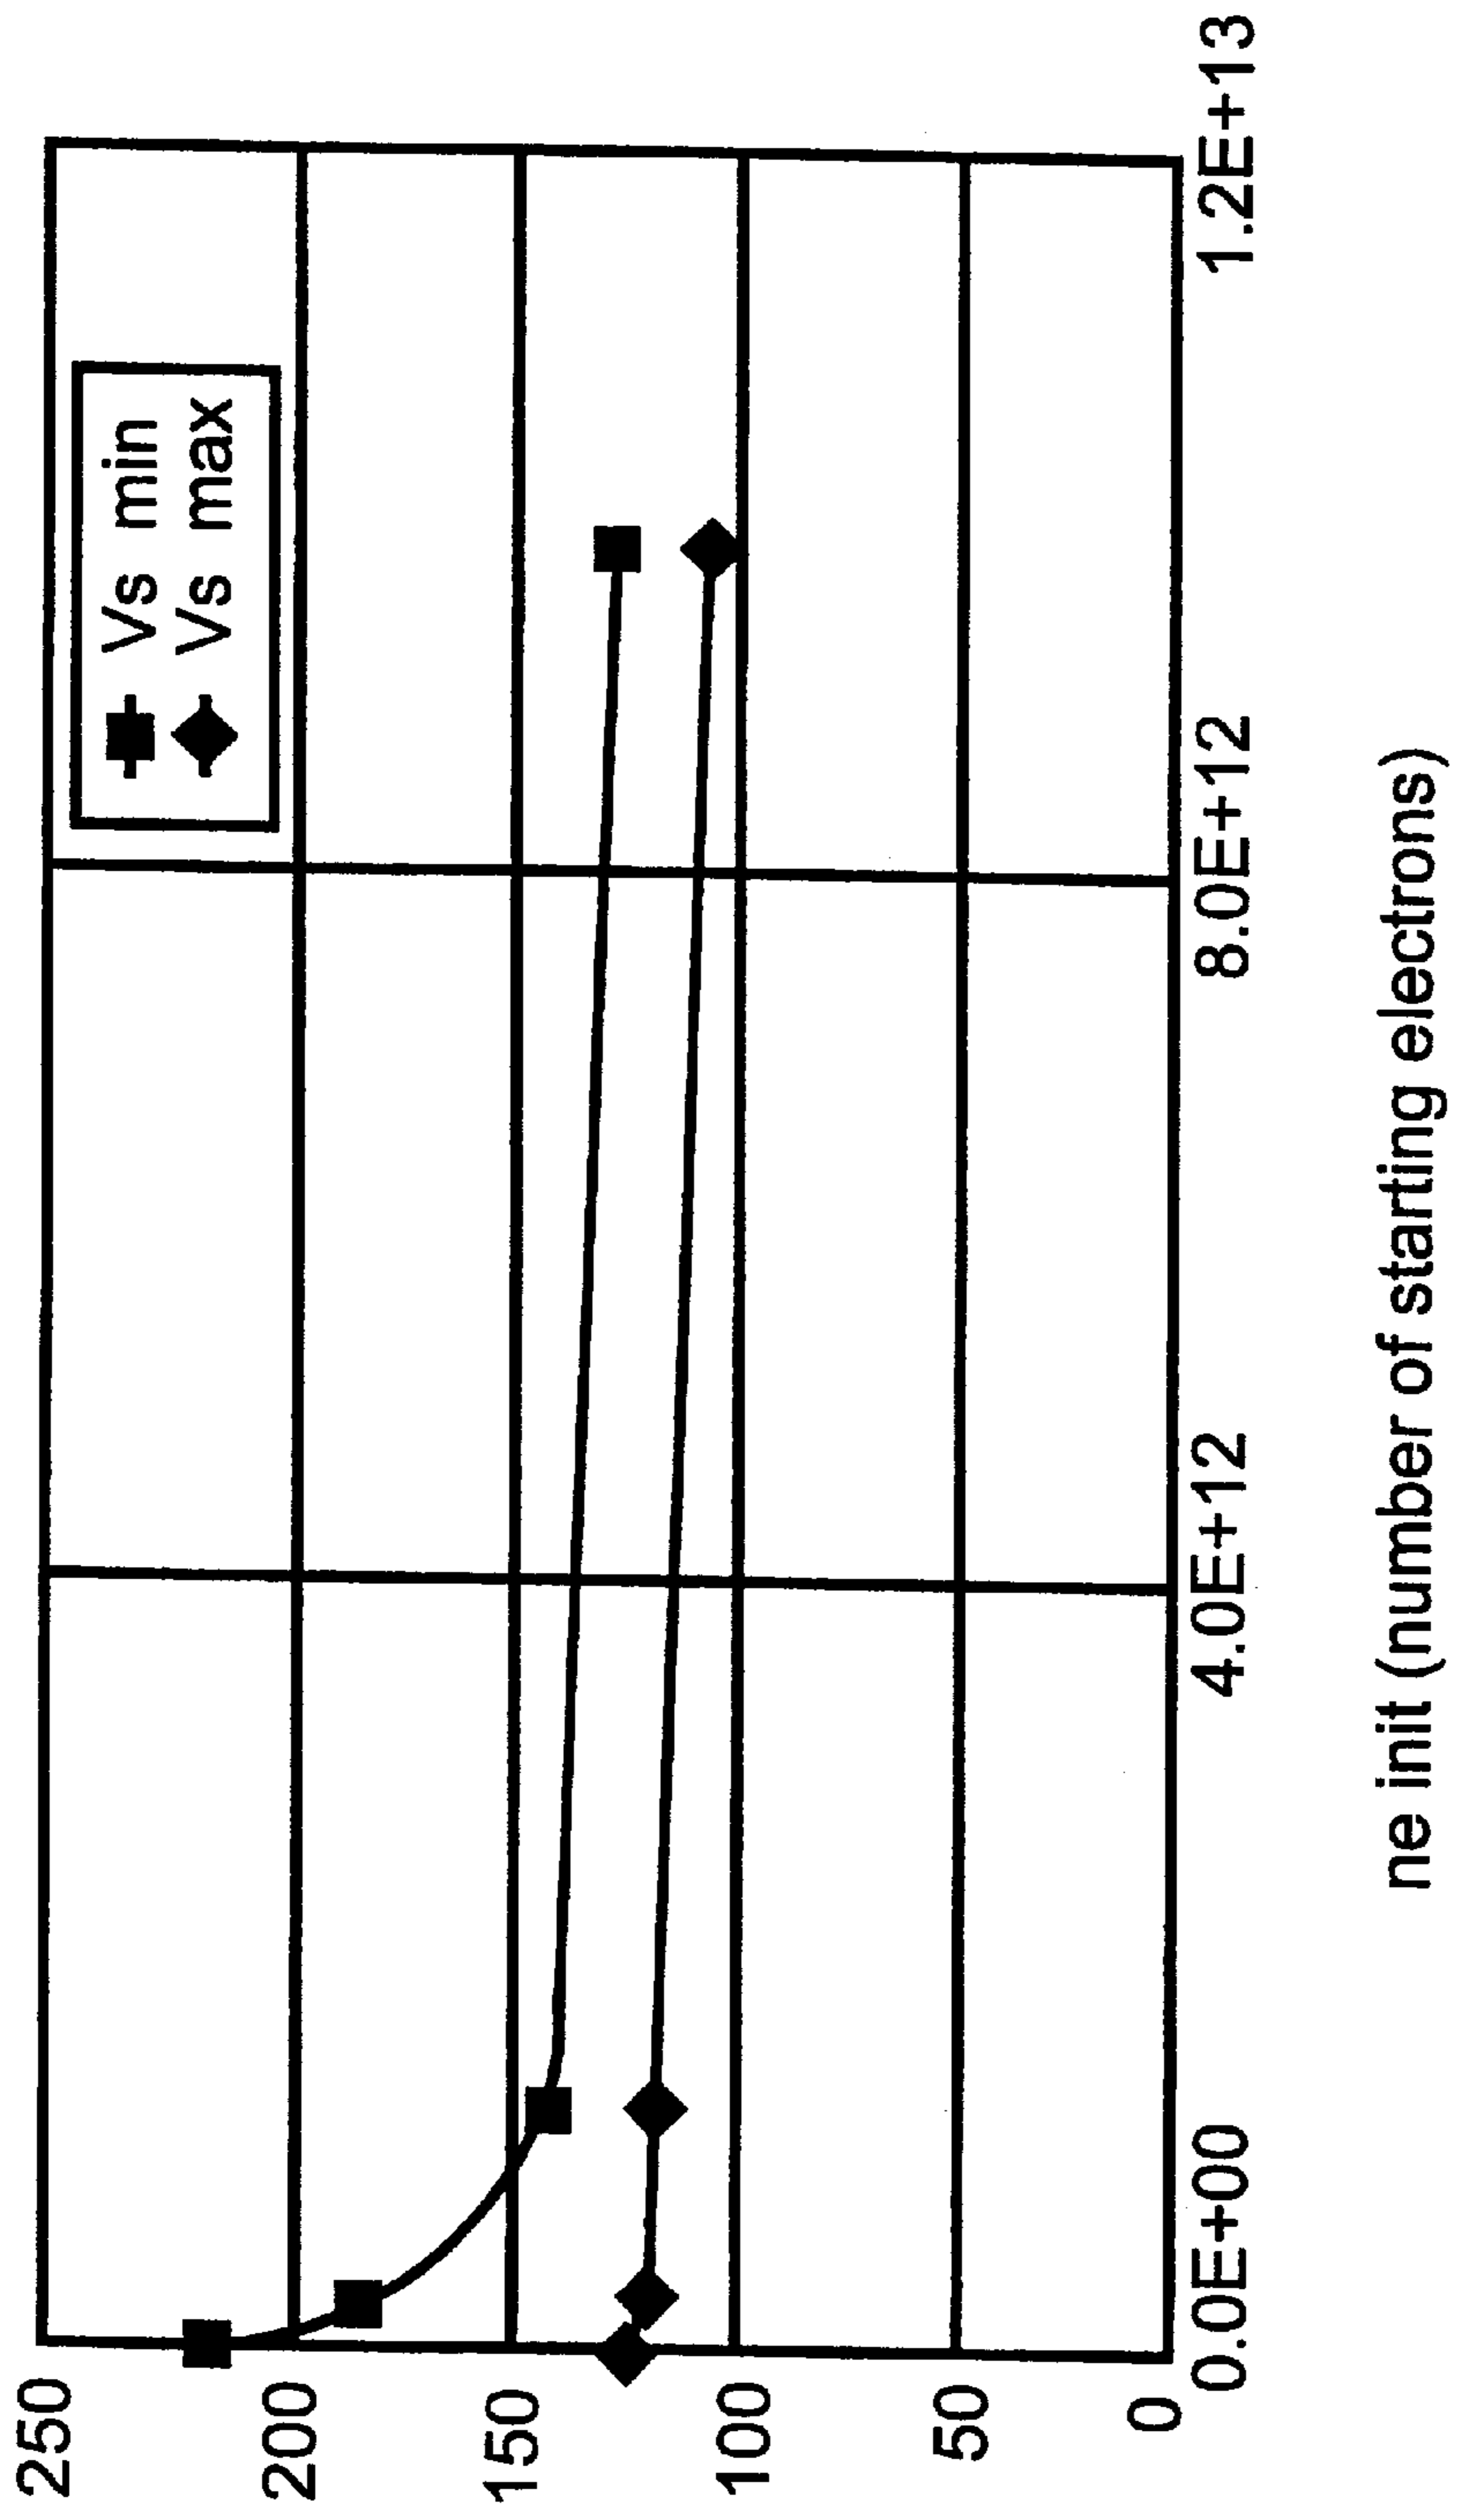 250
200
150
100
50
0
Vs min
Vs max
0.0E+00
4.0E+12
8.0E+12
1.2E+13
ne init (number of starting electrons)